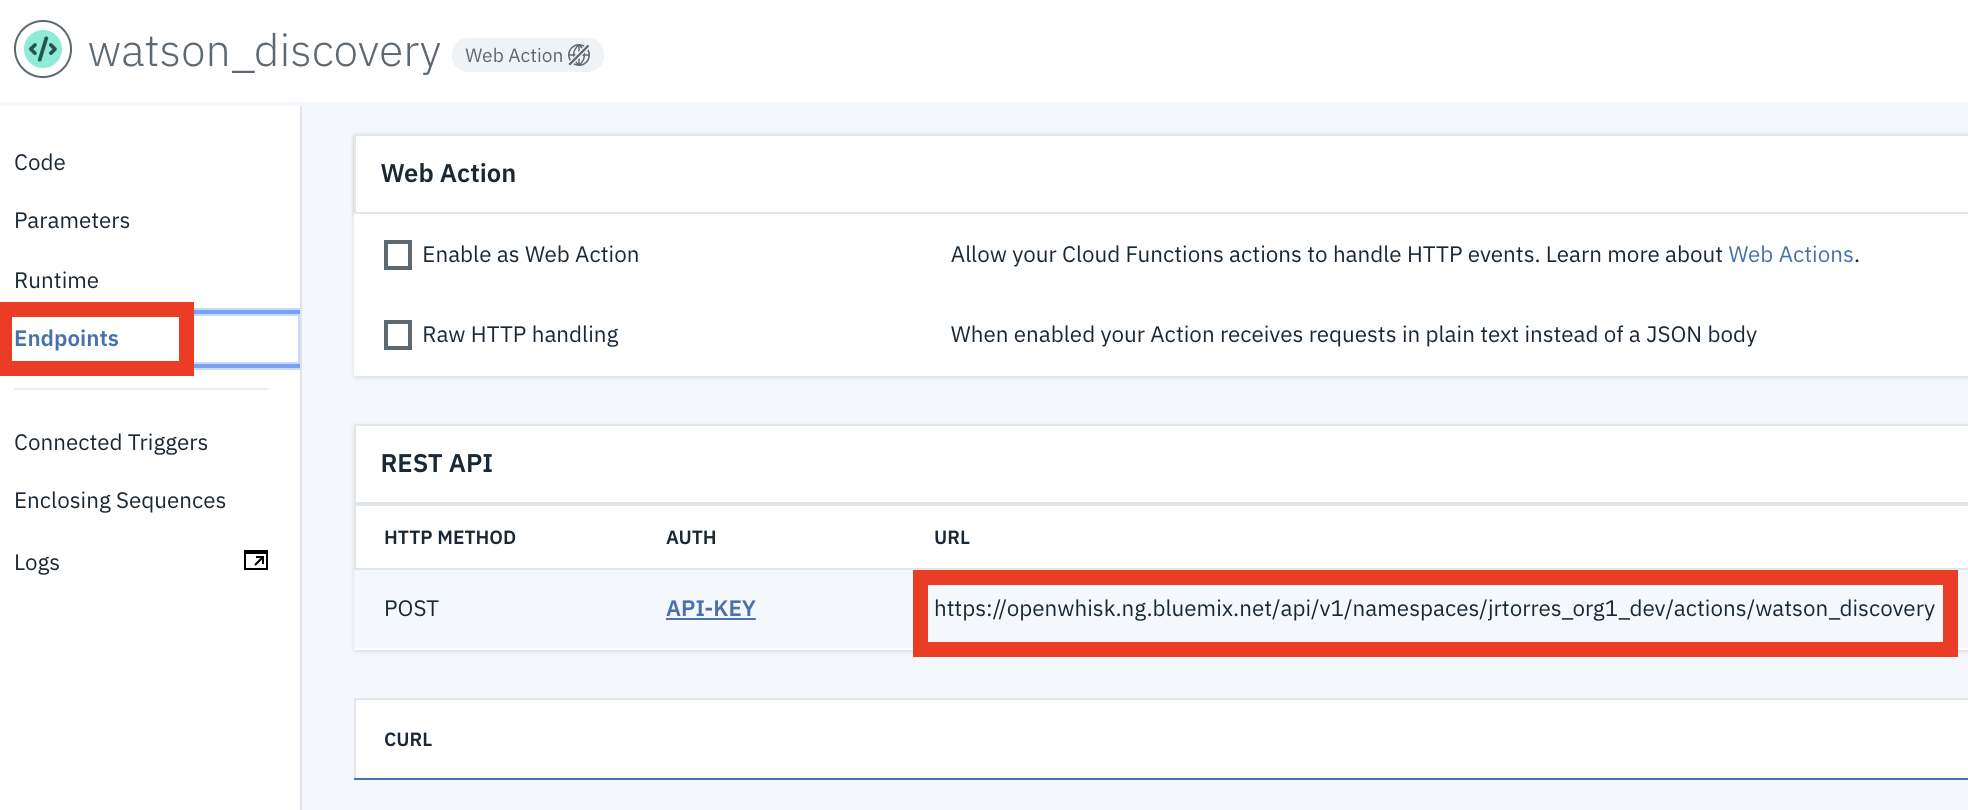 watson_discovery Web Action
Code
Parameters
Runtime
Endpoints
Connected Triggers
Enclosing Sequences
Logs
Web Action
Enable as Web Action Allow your Cloud Functions actions to handle HTTP events. Learn more about Web Actions.
Raw HTTP handling When enabled your Action receives requests in plain text instead of a JSON body
REST API
HTTP METHOD AUTH URL
POST API-KEY https://openwhisk.ng.bluemix.net/api/v1/namespaces/jrtorres_org1_dev/actions/watson_discovery
CURL